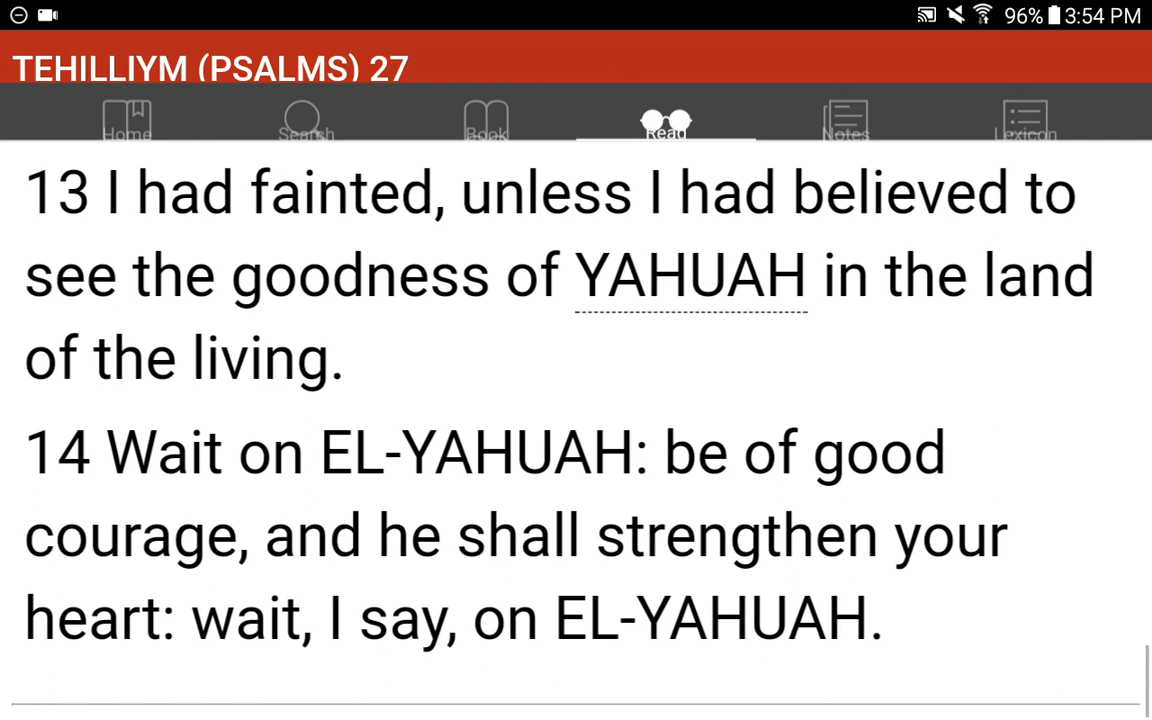 96% 3:54 PM
TEHILLIYM (PSALMS) 27
Home Search Book Read Notes Lexicon
13 I had fainted, unless I had believed to
see the goodness of YAHUAH in the land
of the living.
14 Wait on EL-YAHUAH: be of good
courage, and he shall strengthen your
heart: wait, I say, on EL-YAHUAH.